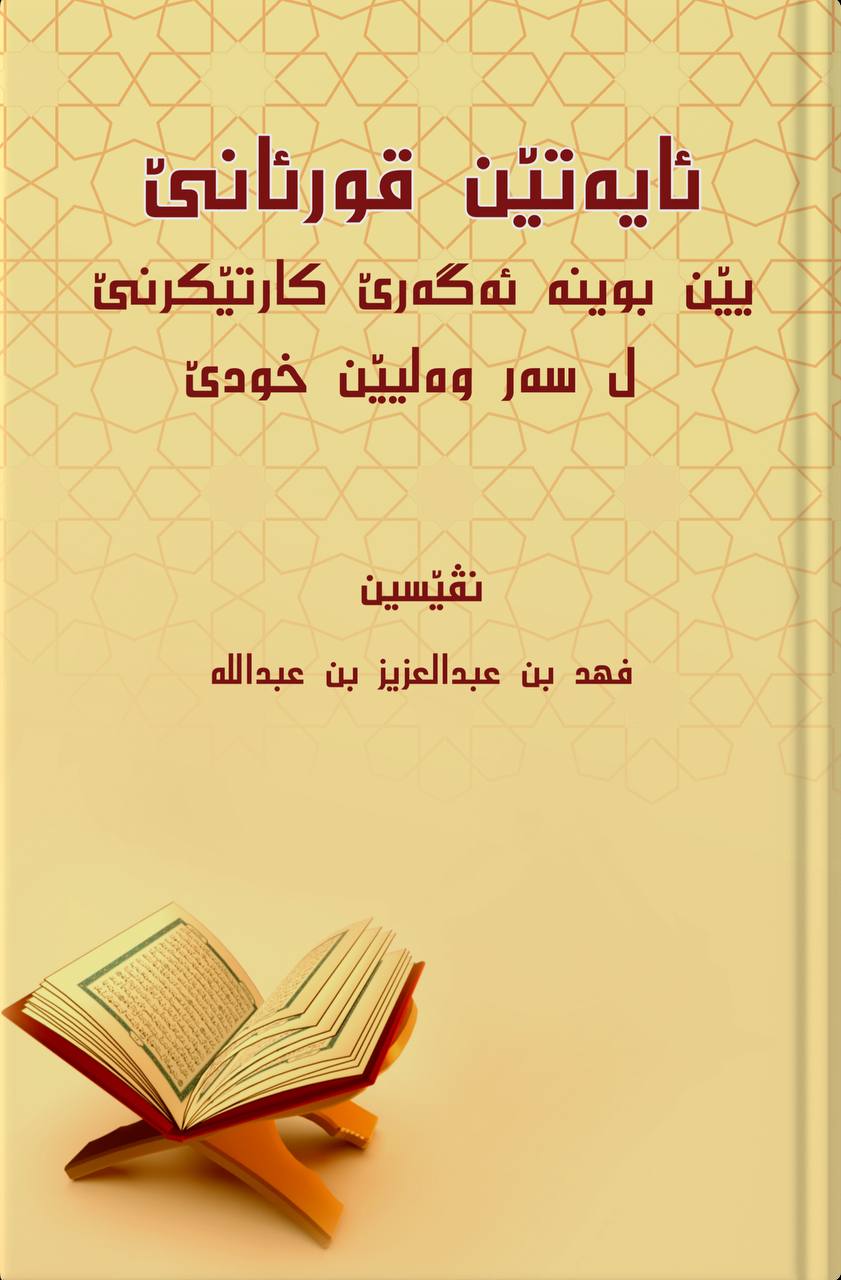 ئایەتێن قورئانێ
یێن بوینە ئەگەرێ کارتێکرنێ
ل سەر وەلیێن خودێ
نڤێسین
فهد بن عبدالعزیز بن عبدالله